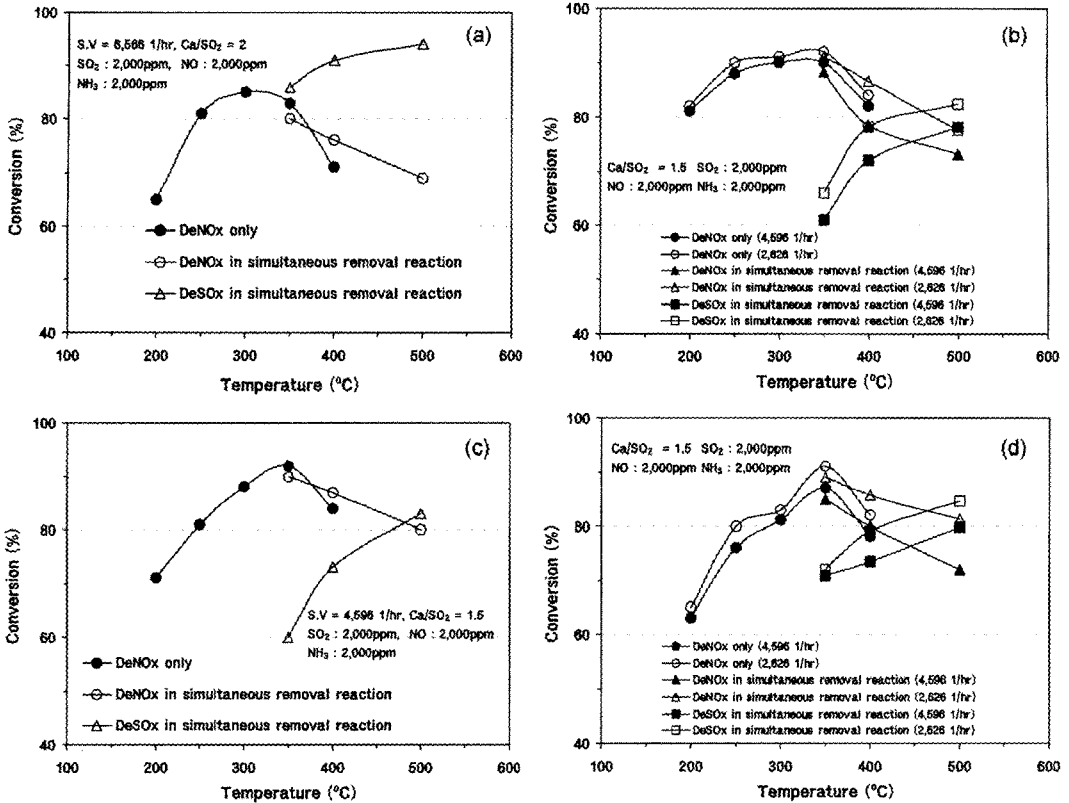 (a)
S.V = 6,566 1/hr, Ca/SO₂ = 2
SO₂ : 2,000ppm, NO : 2,000ppm
NH₃ : 2,000ppm
DeNOx only
DeNOx in simultaneous removal reaction
DeSOx in simultaneous removal reaction
Conversion (%)
100
80
60
40
100 200 300 400 500 600
Temperature (⁰C)
(b)
Ca/SO₂ = 1.5 SO₂ : 2,000ppm
NO : 2,000ppm NH₃ : 2,000ppm
DeNOx only (4,596 1/hr)
DeNOx only (2,626 1/hr)
DeNOx in simultaneous removal reaction (4,596 1/hr)
DeNOx in simultaneous removal reaction (2,626 1/hr)
DeSOx in simultaneous removal reaction (4,596 1/hr)
DeSOx in simultaneous removal reaction (2,626 1/hr)
Conversion (%)
100
80
60
40
100 200 300 400 500 600
Temperature (⁰C)
(c)
S.V = 4,596 1/hr, Ca/SO₂ = 1.5
SO₂ : 2,000ppm, NO : 2,000ppm
NH₃ : 2,000ppm
DeNOx only
DeNOx in simultaneous removal reaction
DeSOx in simultaneous removal reaction
Conversion (%)
100
80
60
40
100 200 300 400 500 600
Temperature (⁰C)
(d)
Ca/SO₂ = 1.5 SO₂ : 2,000ppm
NO : 2,000ppm NH₃ : 2,000ppm
DeNOx only (4,596 1/hr)
DeNOx only (2,626 1/hr)
DeNOx in simultaneous removal reaction (4,596 1/hr)
DeNOx in simultaneous removal reaction (2,626 1/hr)
DeSOx in simultaneous removal reaction (4,596 1/hr)
DeSOx in simultaneous removal reaction (2,626 1/hr)
Conversion (%)
100
80
60
40
100 200 300 400 500 600
Temperature (⁰C)